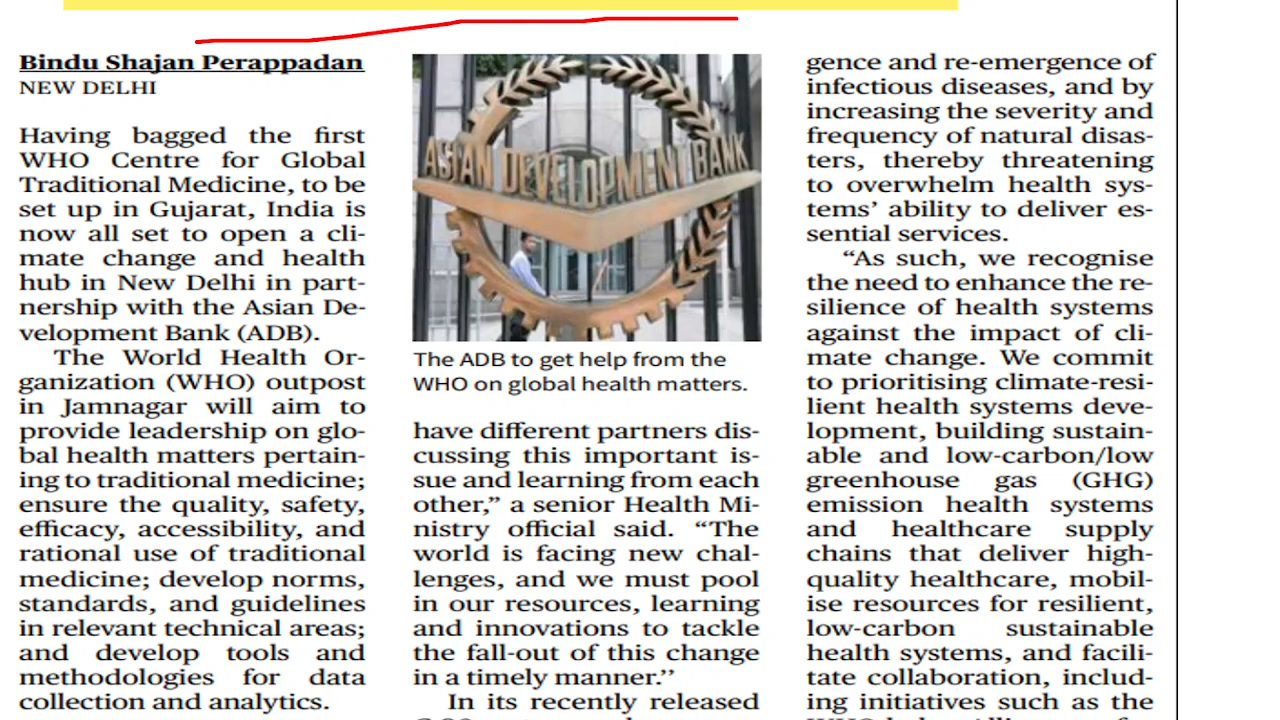 Bindu Shajan Perappadan
NEW DELHI
Having bagged the first
WHO Centre for Global
Traditional Medicine, to be
set up in Gujarat, India is
now all set to open a cli-
mate change and health
hub in New Delhi in part-
nership with the Asian De-
velopment Bank (ADB).
The World Health Or-
ganization (WHO) outpost
in Jamnagar will aim to
provide leadership on glo-
bal health matters pertain-
ing to traditional medicine;
ensure the quality, safety,
efficacy, accessibility, and
rational use of traditional
medicine; develop norms,
standards, and guidelines
in relevant technical areas;
and develop tools and
methodologies for data
collection and analytics.
ASIAN DEVELOPMENT BANK
The ADB to get help from the
WHO on global health matters.
have different partners dis-
cussing this important is-
sue and learning from each
other,” a senior Health Mi-
nistry official said. “The
world is facing new chal-
lenges, and we must pool
in our resources, learning
and innovations to tackle
the fall-out of this change
in a timely manner.’’
In its recently released
gence and re-emergence of
infectious diseases, and by
increasing the severity and
frequency of natural disas-
ters, thereby threatening
to overwhelm health sys-
tems’ ability to deliver es-
sential services.
“As such, we recognise
the need to enhance the re-
silience of health systems
against the impact of cli-
mate change. We commit
to prioritising climate-resi-
lient health systems deve-
lopment, building sustain-
able and low-carbon/low
greenhouse gas (GHG)
emission health systems
and healthcare supply
chains that deliver high-
quality healthcare, mobil-
ise resources for resilient,
low-carbon sustainable
health systems, and facili-
tate collaboration, includ-
ing initiatives such as the